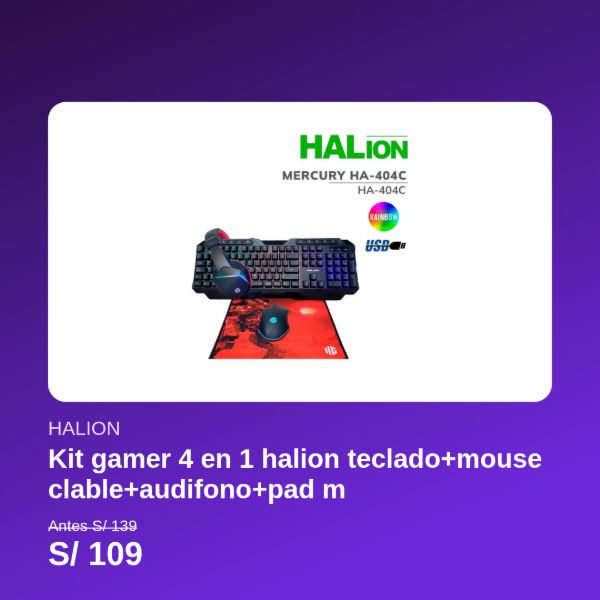 HALION
MERCURY HA-404C
HA-404C
RAINBOW
USB
HALION
Kit gamer 4 en 1 halion teclado+mouse
clable+audifono+pad m
Antes S/ 139
S/ 109